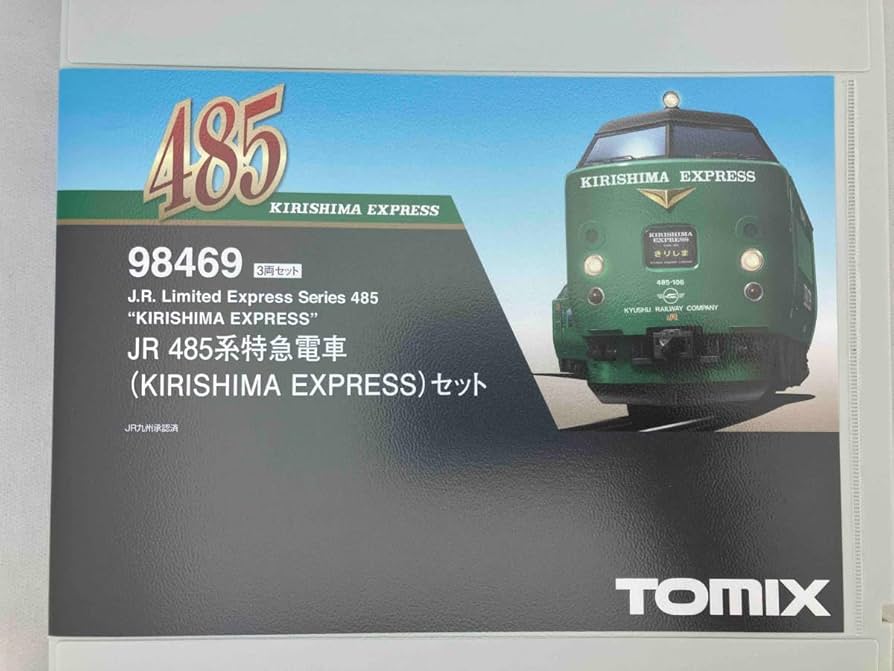 485
KIRISHIMA EXPRESS
98469 3両セット
J.R. Limited Express Series 485
"KIRISHIMA EXPRESS"
JR 485系特急電車
(KIRISHIMA EXPRESS)セット
JR九州承認済
KIRISHIMA EXPRESS
KIRISHIMA
EXPRESS
きりしま
485-106
KYUSHU RAILWAY COMPANY
JR
TOMIX